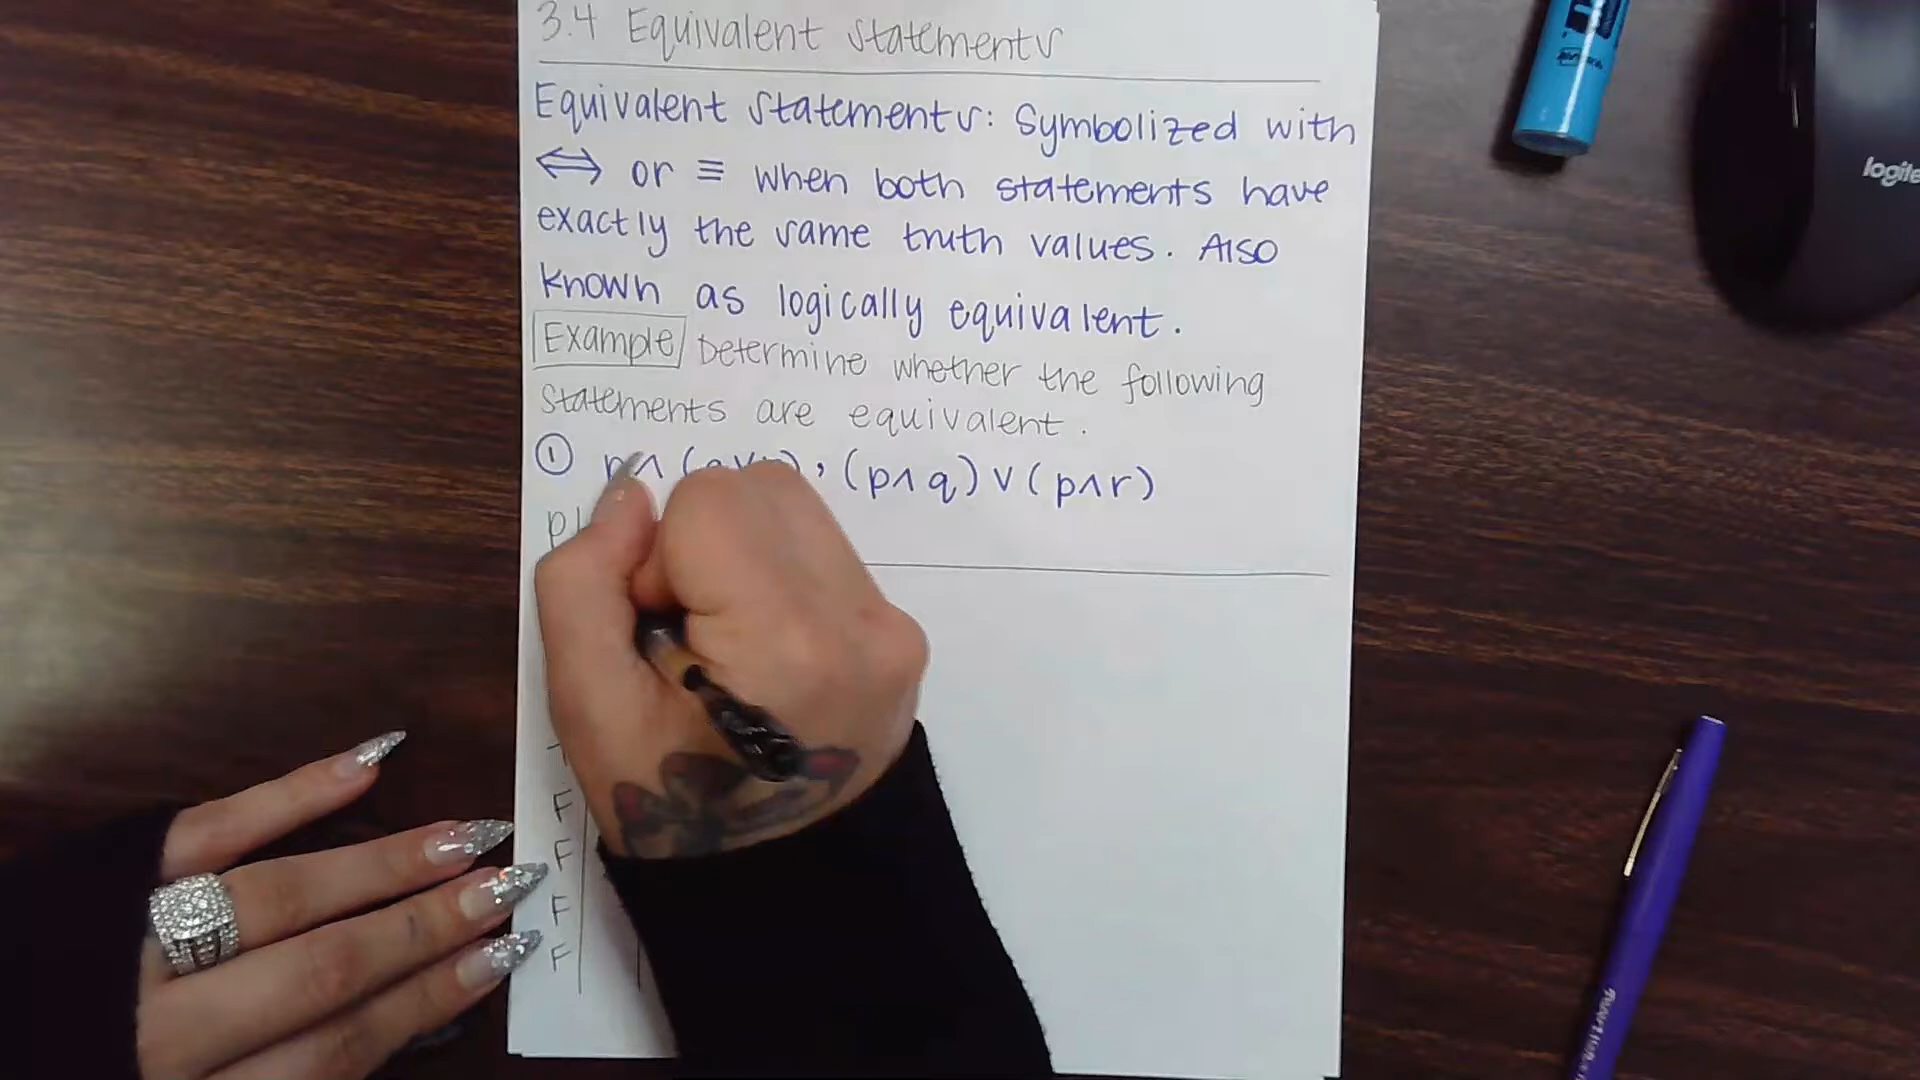 3.4 Equivalent Statements
Equivalent Statements: Symbolized with
⟺ or ≡ when both statements have
exactly the same truth values. Also
known as logically equivalent.
Example Determine whether the following
statements are equivalent.
① p∧(q∨r), (p∧q)∨(p∧r)
p
T
F
F
F
F
logite